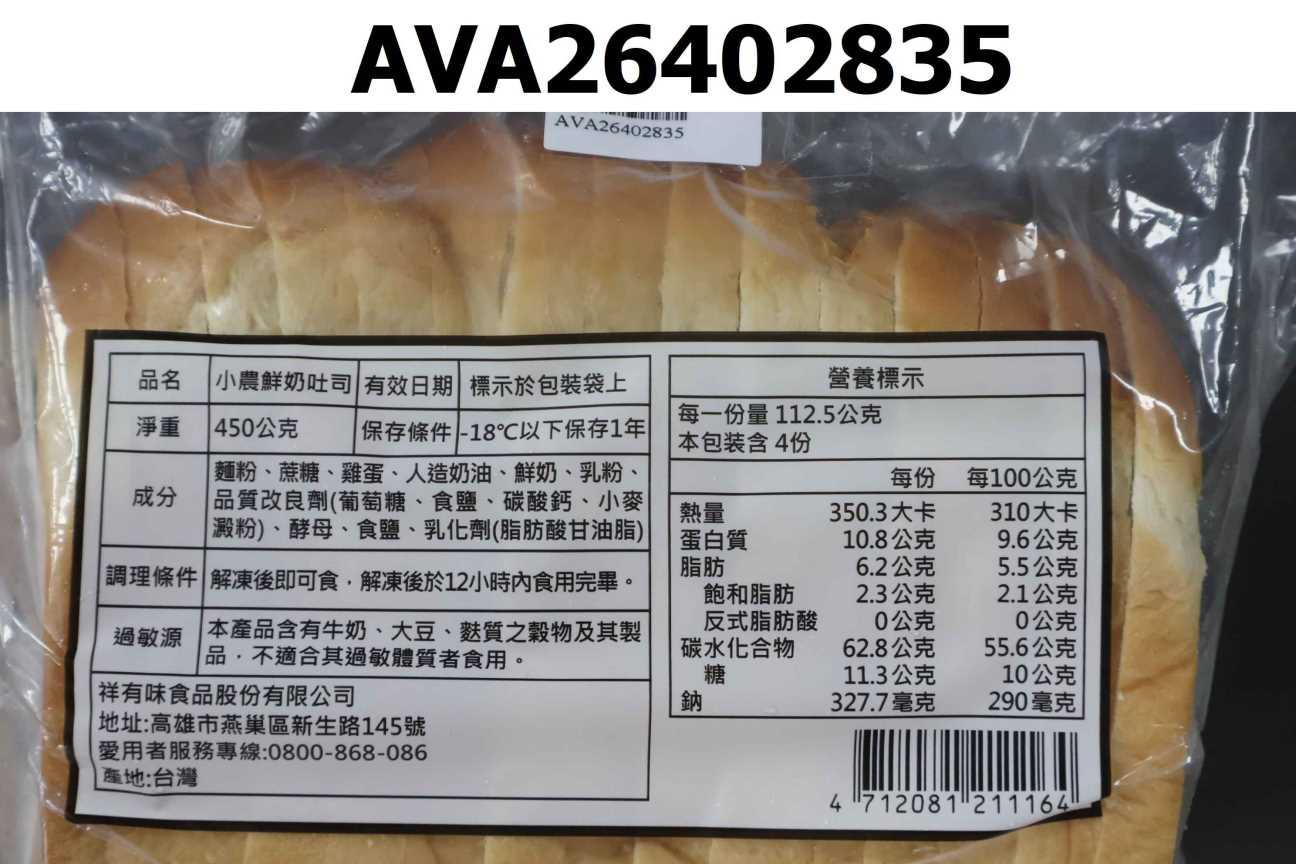 AVA26402835
AVA26402835
品名 小農鮮奶吐司 有效日期 標示於包裝袋上
淨重 450公克 保存條件 -18℃以下保存1年
成分 麵粉、蔗糖、雞蛋、人造奶油、鮮奶、乳粉、
品質改良劑(葡萄糖、食鹽、碳酸鈣、小麥
澱粉)、酵母、食鹽、乳化劑(脂肪酸甘油脂)
調理條件 解凍後即可食，解凍後於12小時內食用完畢。
過敏源 本產品含有牛奶、大豆、麩質之穀物及其製
品，不適合其過敏體質者食用。
祥有味食品股份有限公司
地址:高雄市燕巢區新生路145號
愛用者服務專線:0800-868-086
產地:台灣
營養標示
每一份量 112.5公克
本包裝含 4份
每份 每100公克
熱量 350.3大卡 310大卡
蛋白質 10.8公克 9.6公克
脂肪 6.2公克 5.5公克
飽和脂肪 2.3公克 2.1公克
反式脂肪酸 0公克 0公克
碳水化合物 62.8公克 55.6公克
糖 11.3公克 10公克
鈉 327.7毫克 290毫克
4 712081 211164